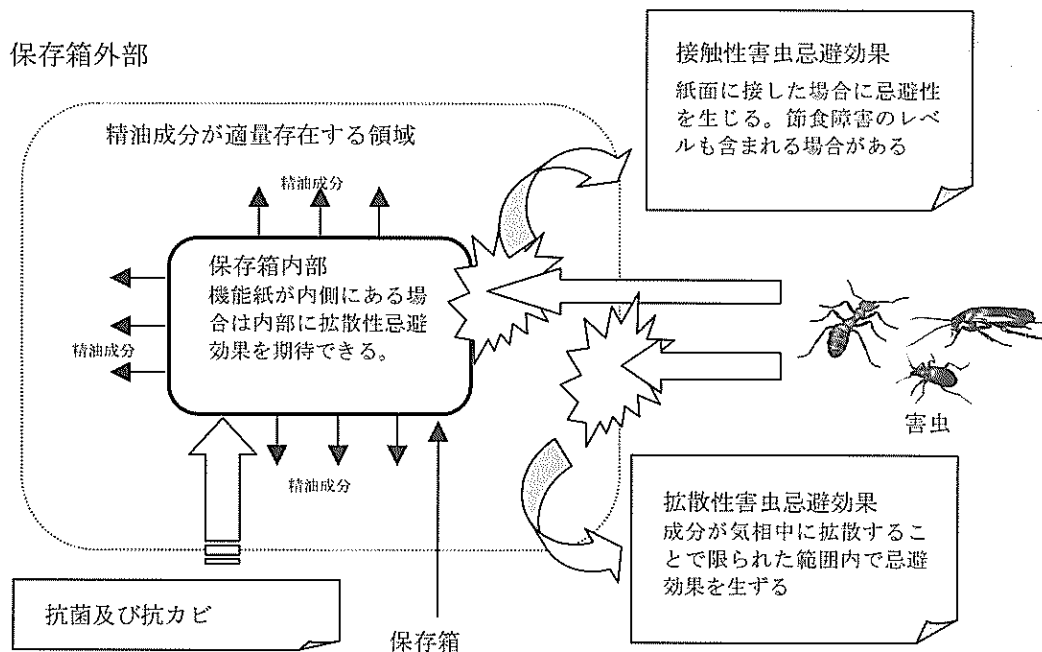 保存箱外部
接触性害虫忌避効果
紙面に接した場合に忌避性
を生じる。節食障害のレベ
ルも含まれる場合がある
精油成分が適量存在する領域
精油成分
保存箱内部
機能紙が内側にある場
合は内部に拡散性忌避
効果を期待できる。
精油成分
害虫
精油成分
拡散性害虫忌避効果
成分が気相中に拡散するこ
とで限られた範囲内で忌避
効果を生ずる
抗菌及び抗カビ
保存箱